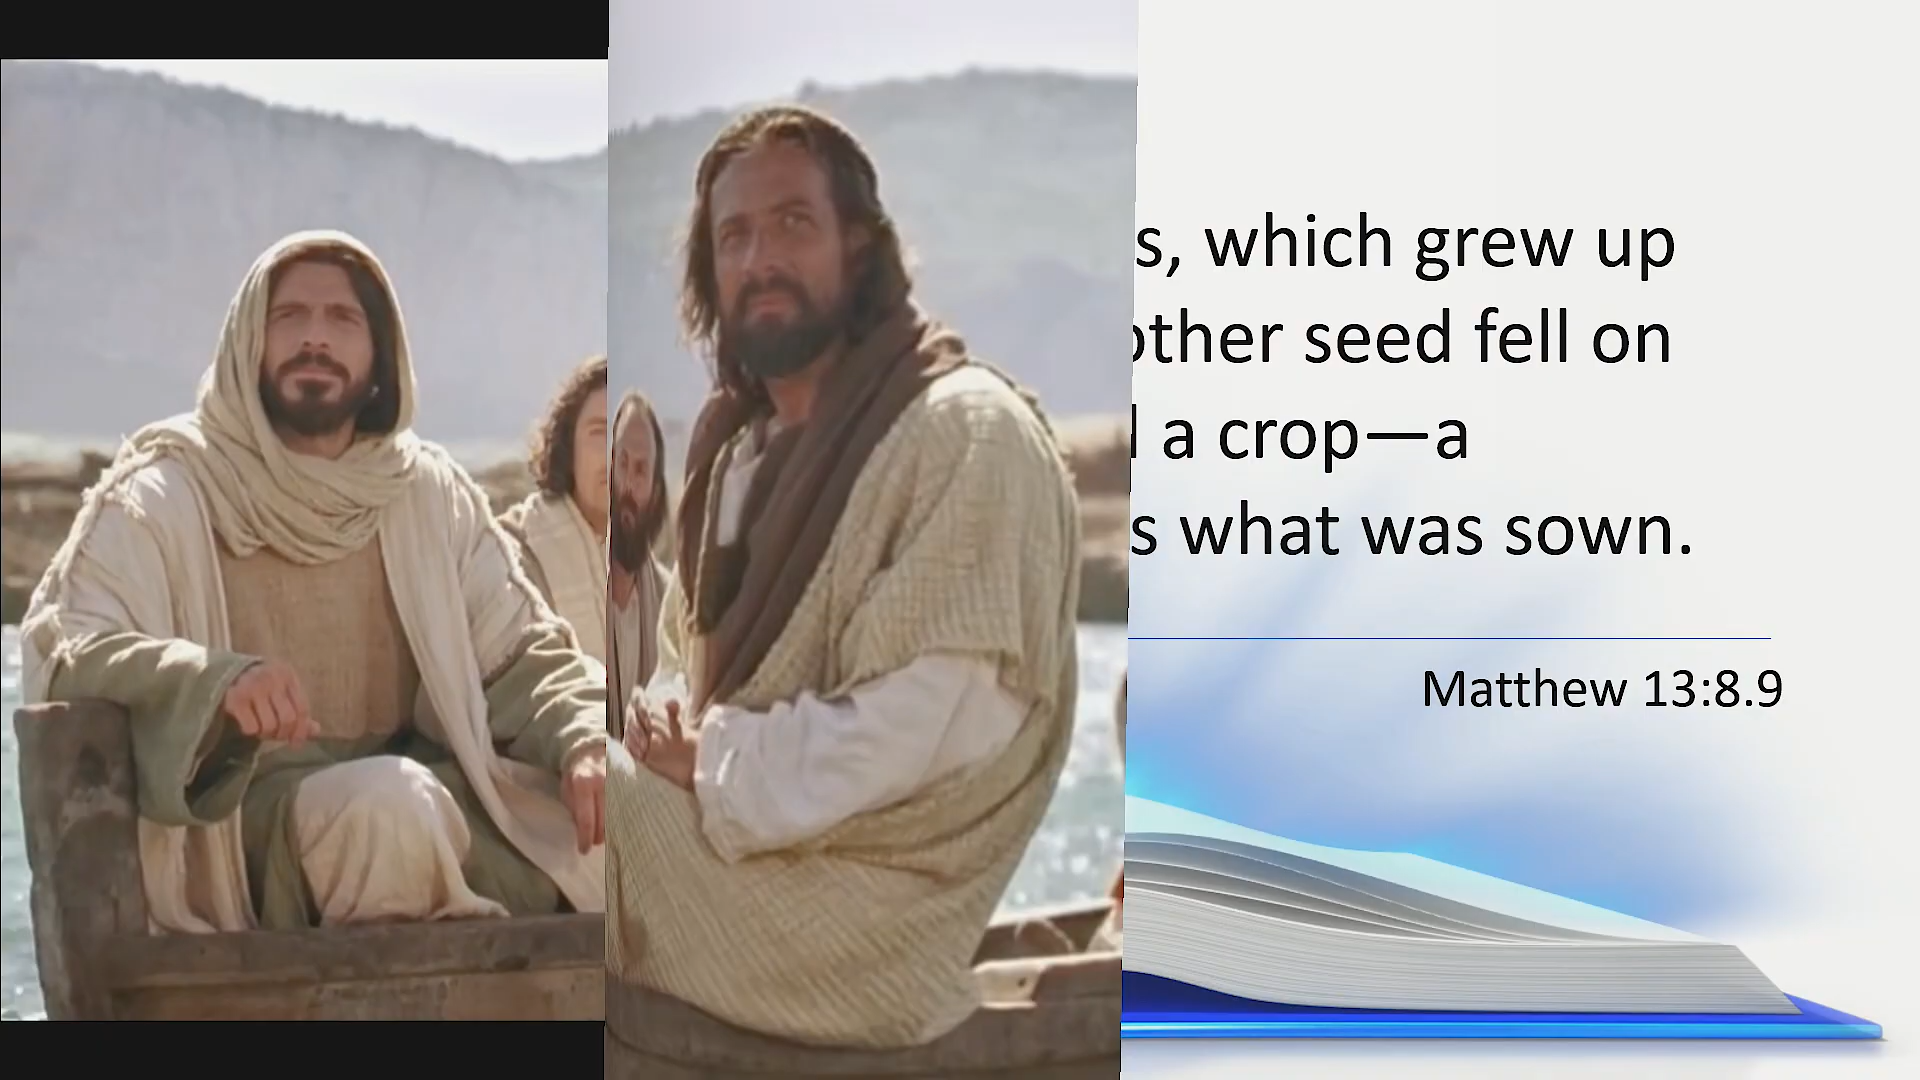 s, which grew up
other seed fell on
a crop—a
s what was sown.
Matthew 13:8.9